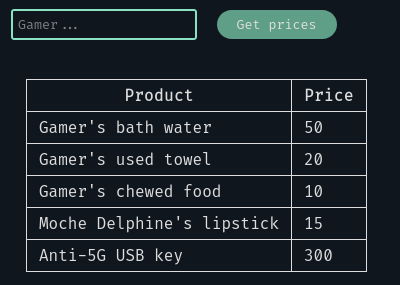 Gamer... Get prices
Product Price
Gamer's bath water 50
Gamer's used towel 20
Gamer's chewed food 10
Moche Delphine's lipstick 15
Anti-5G USB key 300